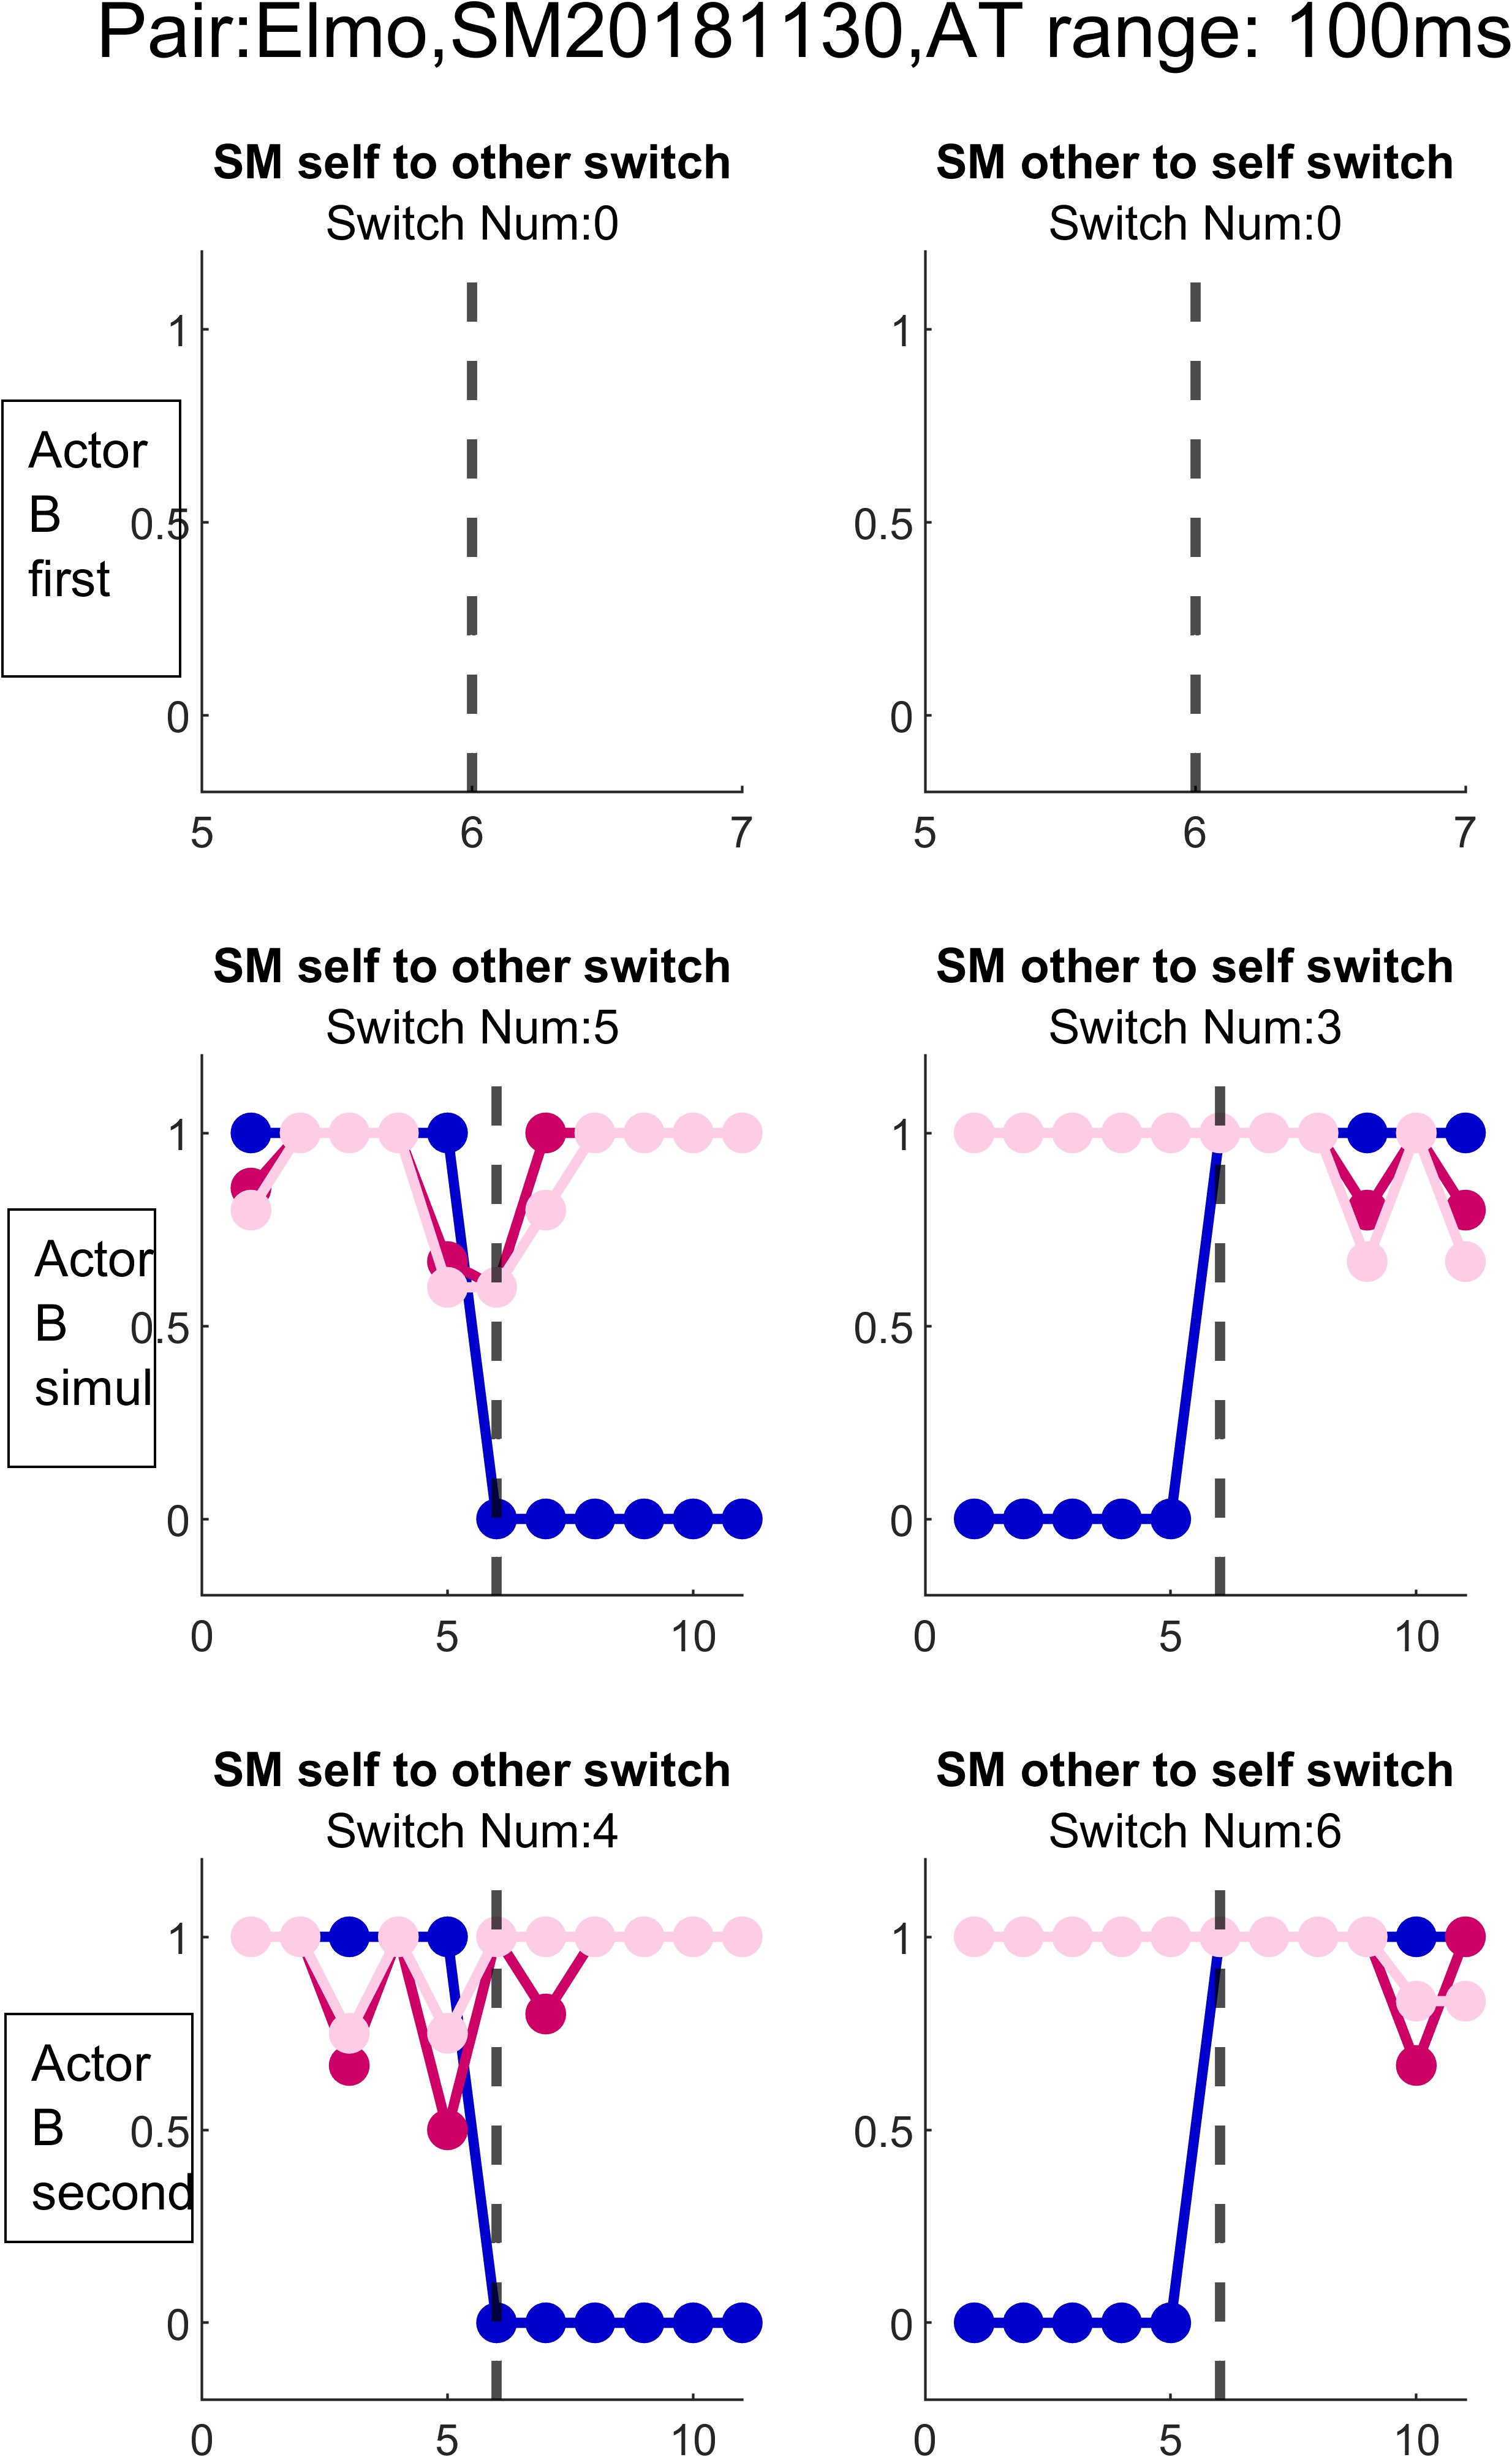 Pair:Elmo,SM20181130,AT range: 100ms
SM self to other switch
Switch Num:0
1
0.5
0
5 6 7
SM other to self switch
Switch Num:0
1
0.5
0
5 6 7
Actor
B
first
SM self to other switch
Switch Num:5
1
0.5
0
0 5 10
SM other to self switch
Switch Num:3
1
0.5
0
0 5 10
Actor
B
simul
SM self to other switch
Switch Num:4
1
0.5
0
0 5 10
SM other to self switch
Switch Num:6
1
0.5
0
0 5 10
Actor
B
second